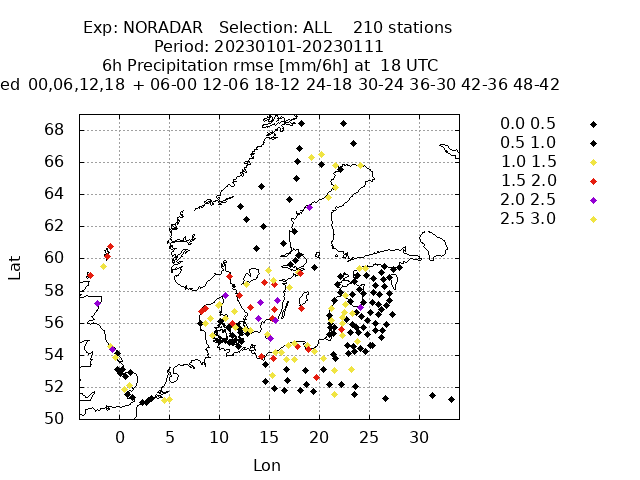 Exp: NORADAR   Selection: ALL    210 stations
Period: 20230101-20230111
6h Precipitation rmse [mm/6h] at  18 UTC
ed 00,06,12,18 + 06-00 12-06 18-12 24-18 30-24 36-30 42-36 48-42
0.0 0.5
0.5 1.0
1.0 1.5
1.5 2.0
2.0 2.5
2.5 3.0
Lat
68
66
64
62
60
58
56
54
52
50
0 5 10 15 20 25 30
Lon